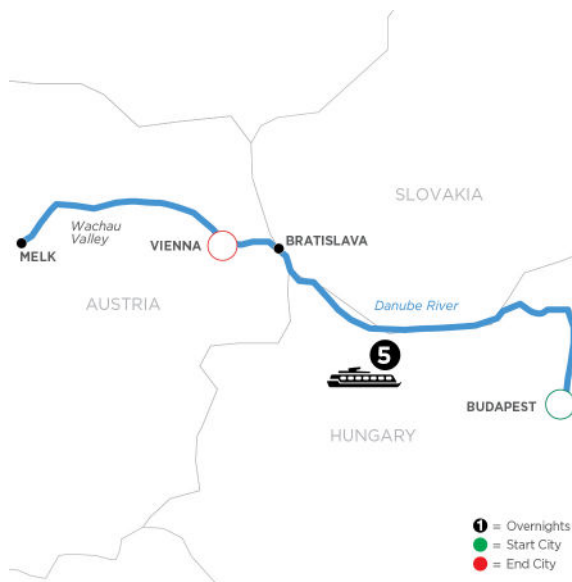 SLOVAKIA
Wachau
Valley
VIENNA
BRATISLAVA
MELK
AUSTRIA
Danube River
5
BUDAPEST
HUNGARY
1 = Overnights
= Start City
= End City